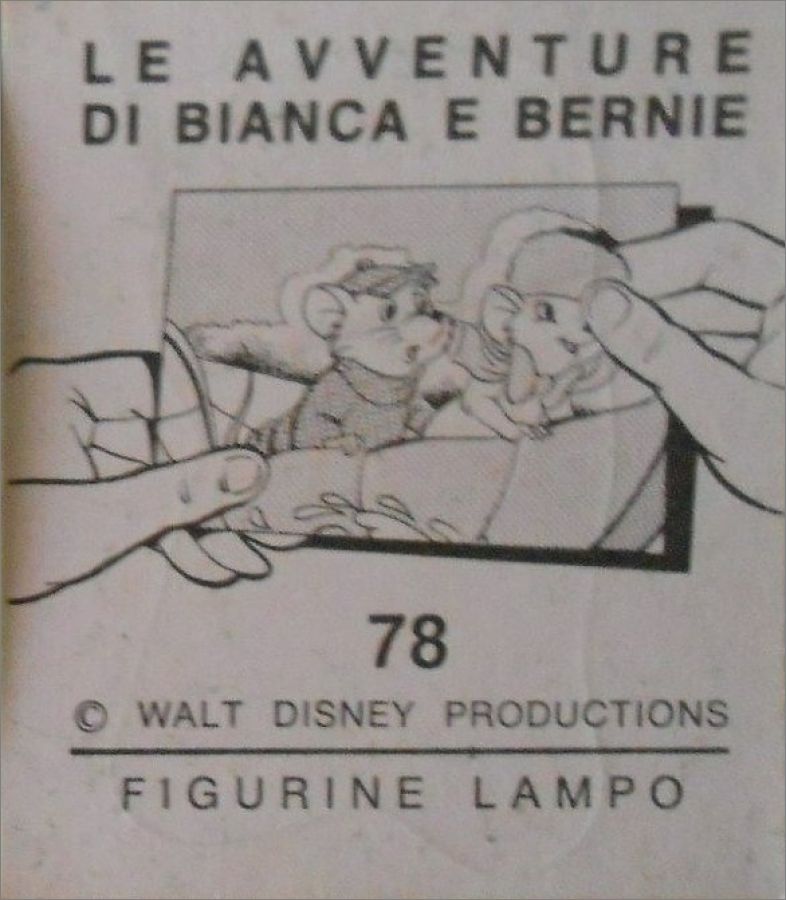 LE AVVENTURE
DI BIANCA E BERNIE
78
© WALT DISNEY PRODUCTIONS
FIGURINE LAMPO